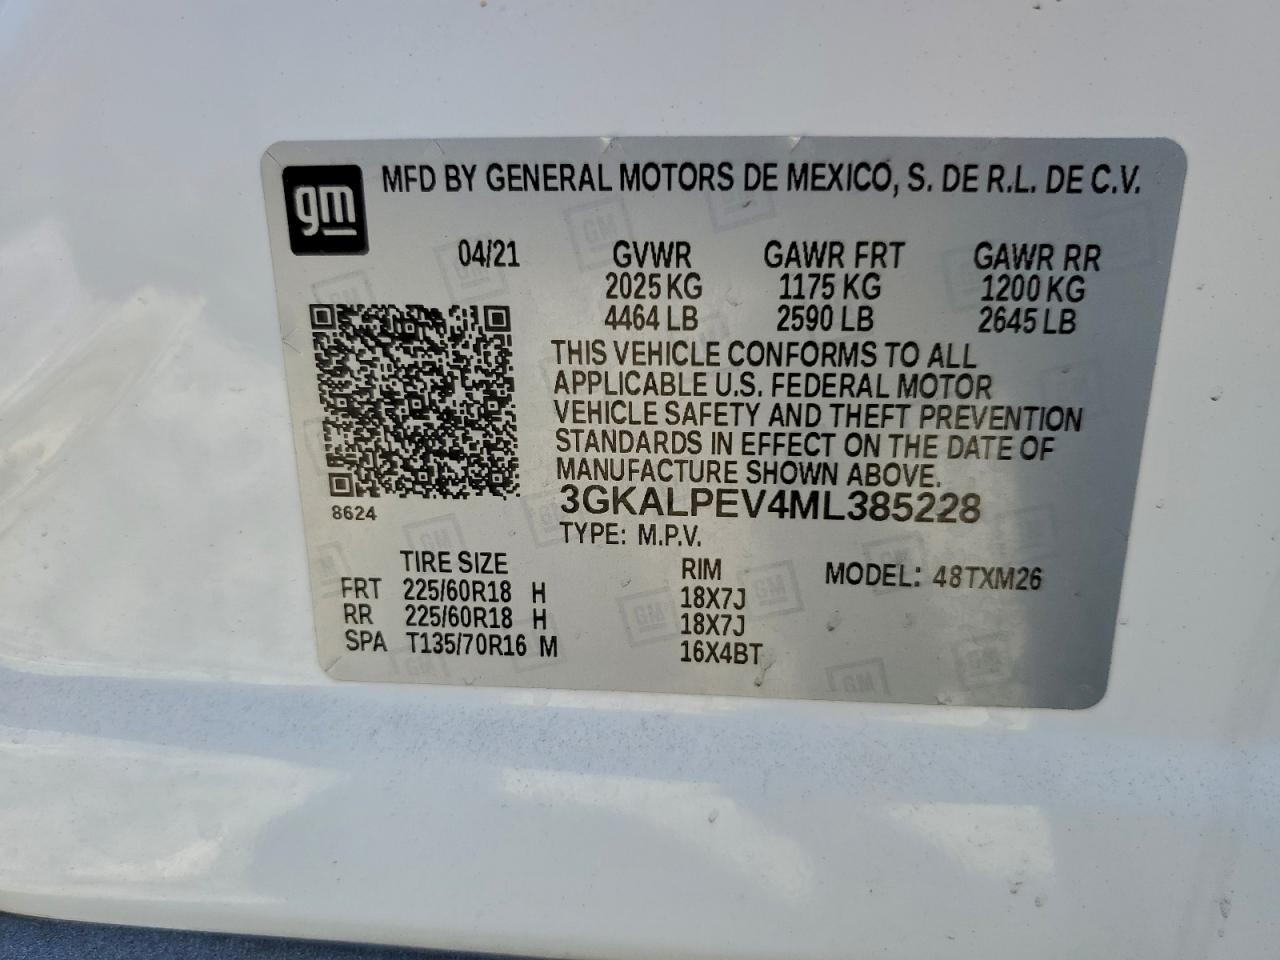 gm
MFD BY GENERAL MOTORS DE MEXICO, S. DE R.L. DE C.V.
04/21 GVWR GAWR FRT GAWR RR
2025 KG 1175 KG 1200 KG
4464 LB 2590 LB 2645 LB
THIS VEHICLE CONFORMS TO ALL
APPLICABLE U.S. FEDERAL MOTOR
VEHICLE SAFETY AND THEFT PREVENTION
STANDARDS IN EFFECT ON THE DATE OF
MANUFACTURE SHOWN ABOVE.
3GKALPEV4ML385228
8624
TYPE: M.P.V.
TIRE SIZE RIM MODEL: 48TXM26
FRT 225/60R18 H 18X7J
RR 225/60R18 H 18X7J
SPA T135/70R16 M 16X4BT